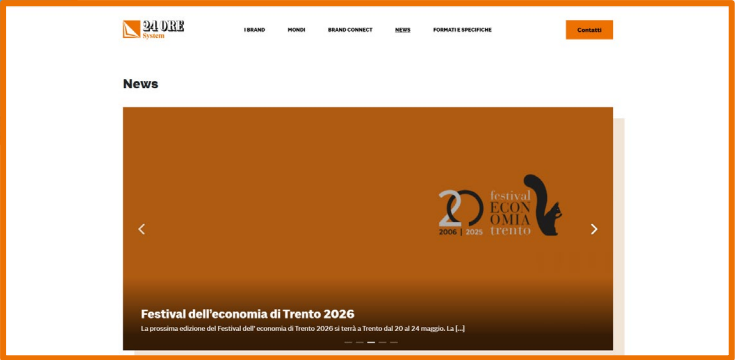 24 ORE
System
I BRAND MONDI BRAND CONNECT NEWS FORMATI E SPECIFICHE Contatti
News
20 festival
ECON
OMIA
2006 | 2025 trento
Festival dell'economia di Trento 2026
La prossima edizione del Festival dell' economia di Trento 2026 si terrà a Trento dal 20 al 24 maggio. La [...]